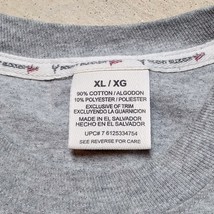 XL / XG
90% COTTON / ALGODON
10% POLYESTER / POLIESTER
EXCLUSIVE OF TRIM
EXCLUYENDO LA GUARNICION
MADE IN EL SALVADOR
HECHO EN EL SALVADOR
UPC# 7 6125334754
SEE REVERSE FOR CARE